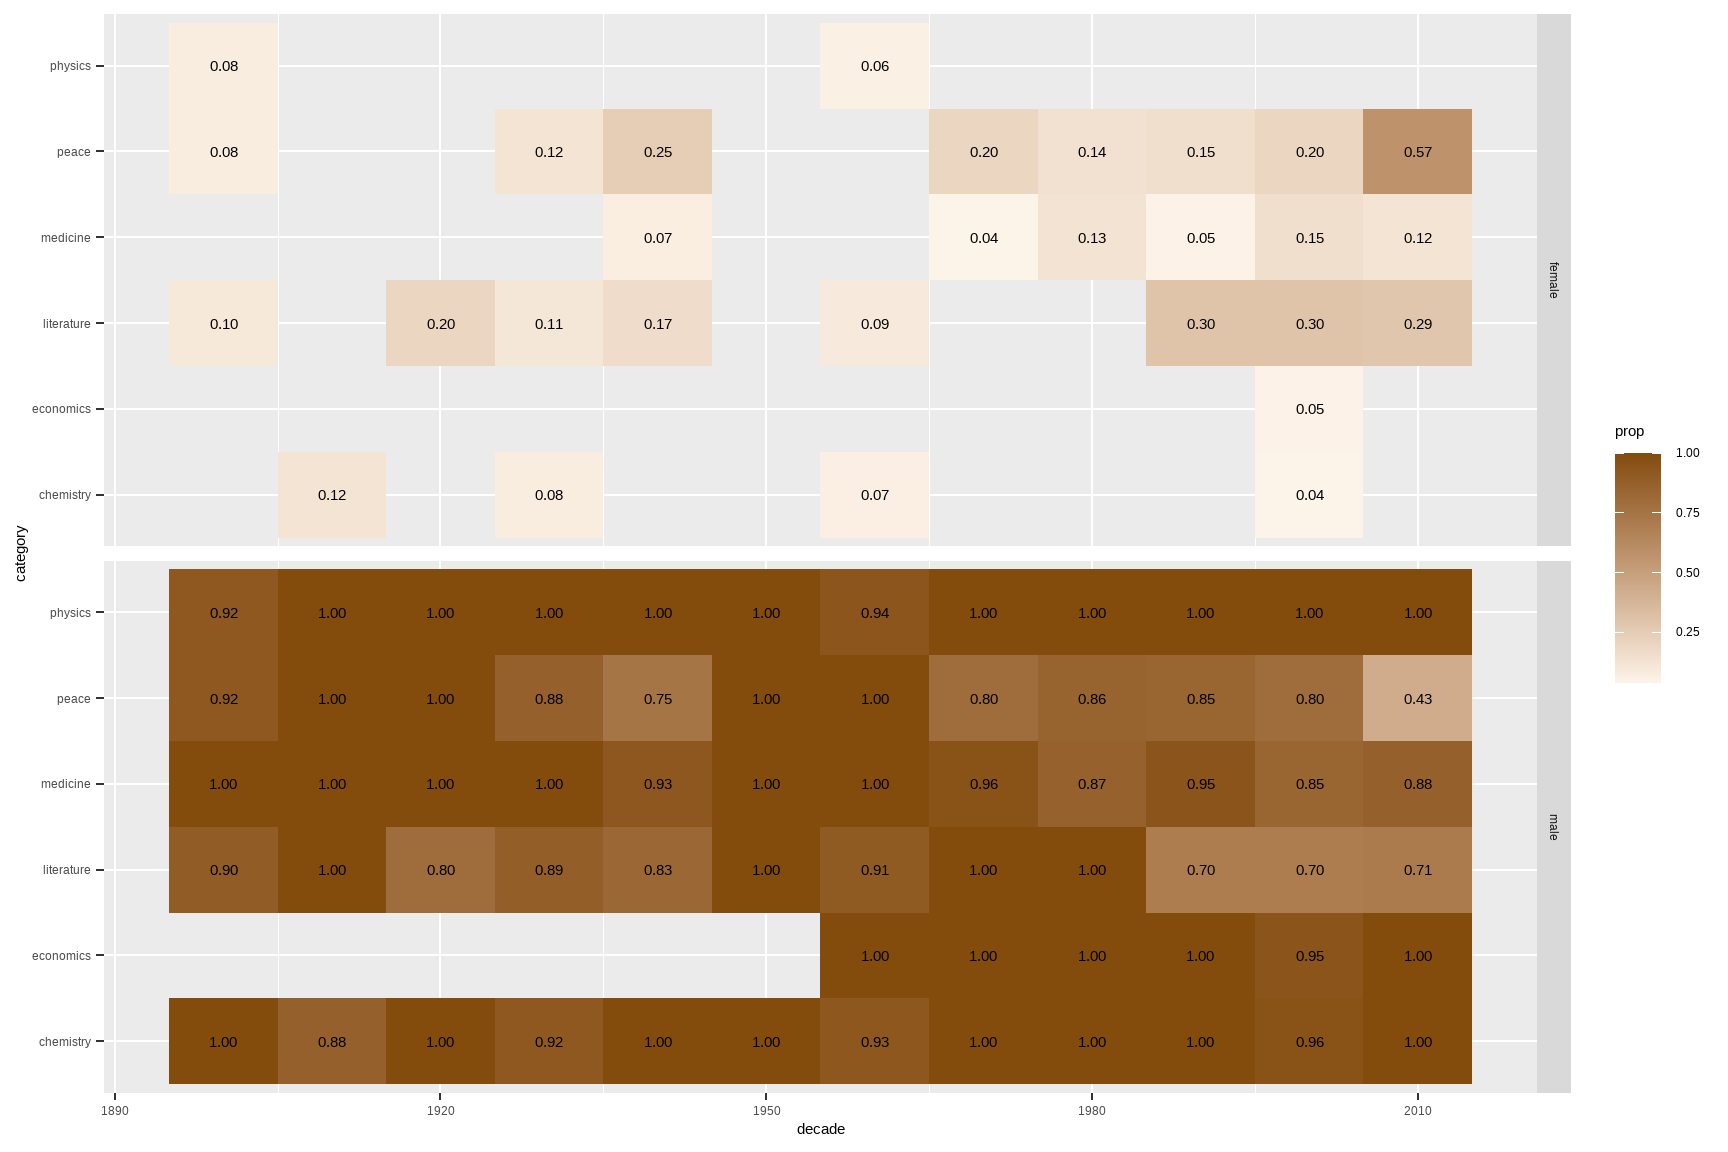 physics 0.08 0.06
peace 0.08 0.12 0.25 0.20 0.14 0.15 0.20 0.57
medicine 0.07 0.04 0.13 0.05 0.15 0.12
literature 0.10 0.20 0.11 0.17 0.09 0.30 0.30 0.29
economics 0.05
chemistry 0.12 0.08 0.07 0.04
female
category
physics 0.92 1.00 1.00 1.00 1.00 1.00 0.94 1.00 1.00 1.00 1.00 1.00
peace 0.92 1.00 1.00 0.88 0.75 1.00 1.00 0.80 0.86 0.85 0.80 0.43
medicine 1.00 1.00 1.00 1.00 0.93 1.00 1.00 0.96 0.87 0.95 0.85 0.88
literature 0.90 1.00 0.80 0.89 0.83 1.00 0.91 1.00 1.00 0.70 0.70 0.71
economics 1.00 1.00 1.00 1.00 0.95 1.00
chemistry 1.00 0.88 1.00 0.92 1.00 1.00 0.93 1.00 1.00 1.00 0.96 1.00
male
1890 1920 1950 1980 2010
decade
prop
1.00
0.75
0.50
0.25